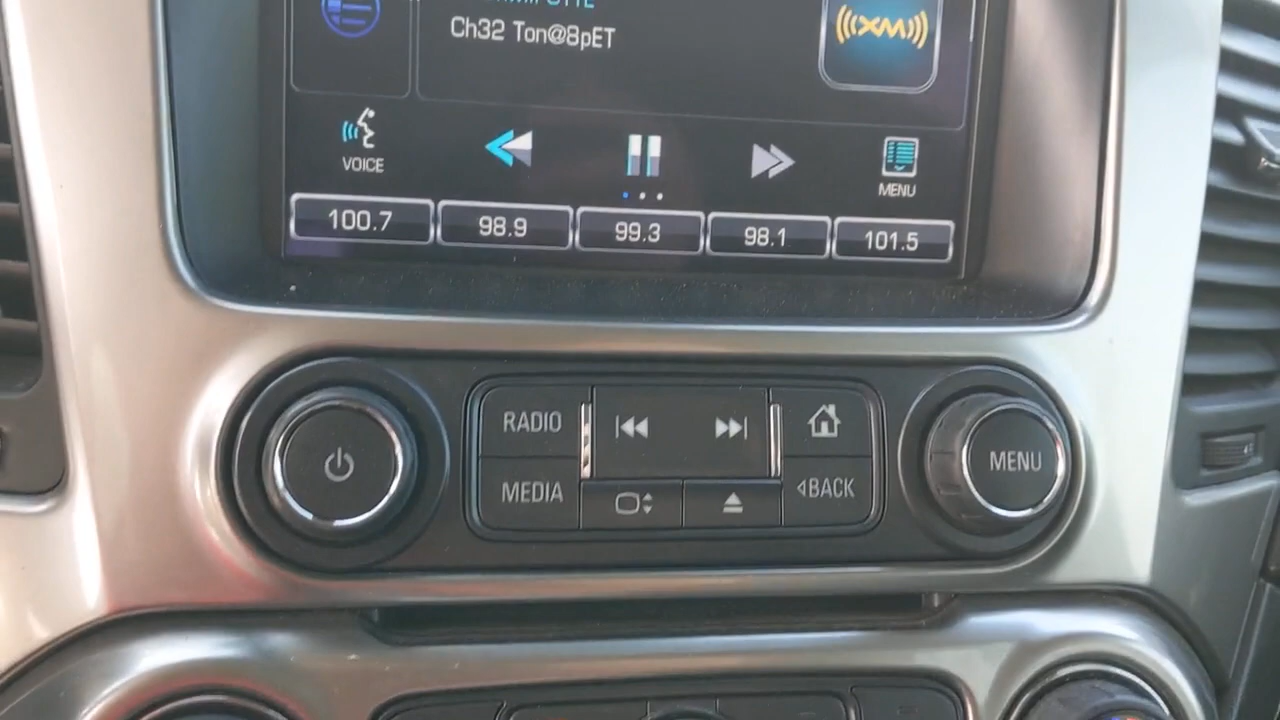 Ch32 Ton@8pET
XM
VOICE
MENU
100.7
98.9
99.3
98.1
101.5
RADIO
MEDIA
BACK
MENU